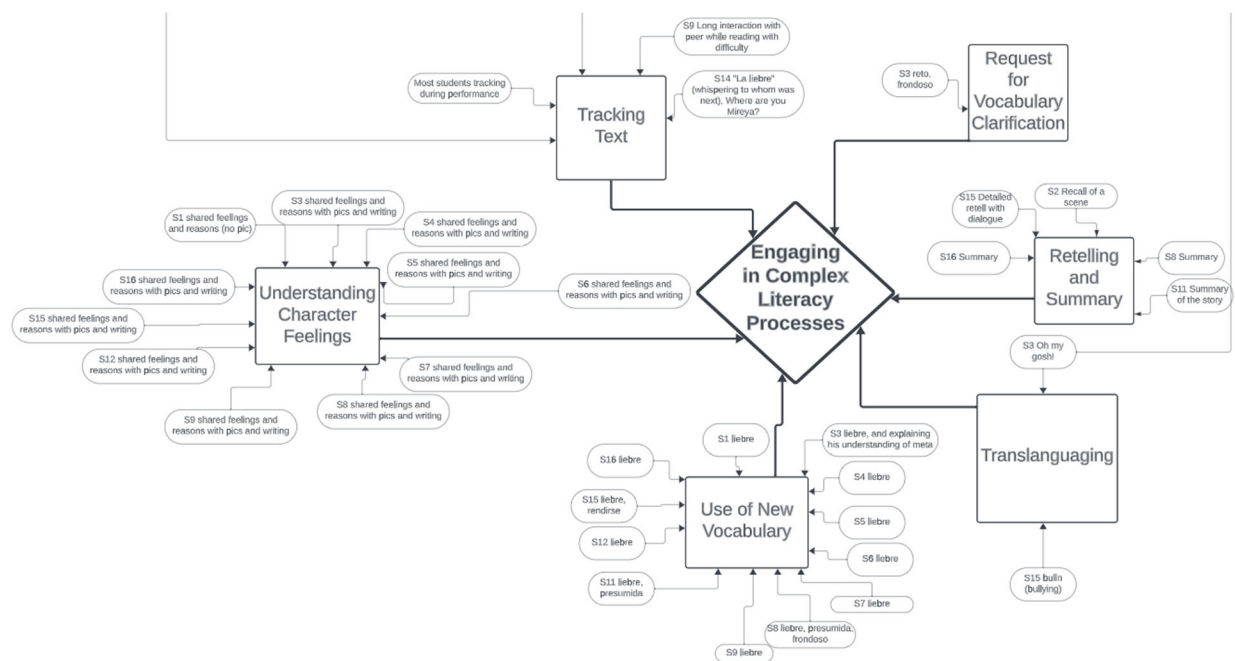 S9 Long interaction with
peer while reading with
difficulty
Most students tracking
during performance
S14 "La liebre"
(whispering to whom was
next), Where are you
Mireya?
Tracking
Text
S3 reto,
frondoso
Request
for
Vocabulary
Clarification
S15 Detailed
retell with
dialogue
S2 Recall of a
scene
S16 Summary
S8 Summary
S11 Summary
of the story
Retelling
and
Summary
S1 shared feelings
and reasons (no pic)
S3 shared feelings and
reasons with pics and writing
S4 shared feelings and
reasons with pics and writing
S5 shared feelings and
reasons with pics and writing
S6 shared feelings and
reasons with pics and writing
S16 shared feelings and
reasons with pics and writing
S15 shared feelings and
reasons with pics and writing
S12 shared feelings and
reasons with pics and writing
S9 shared feelings and
reasons with pics and writing
S8 shared feelings and
reasons with pics and writing
S7 shared feelings and
reasons with pics and writing
Understanding
Character
Feelings
Engaging
in Complex
Literacy
Processes
S3 Oh my
gosh!
Translanguaging
S15 bulin
(bullying)
S1 liebre
S3 liebre, and explaining
his understanding of meta
S16 liebre
S4 liebre
S15 liebre,
rendirse
S5 liebre
S12 liebre
S6 liebre
S11 liebre,
presumida
S7 liebre
S8 liebre, presumida,
frondoso
S9 liebre
Use of New
Vocabulary